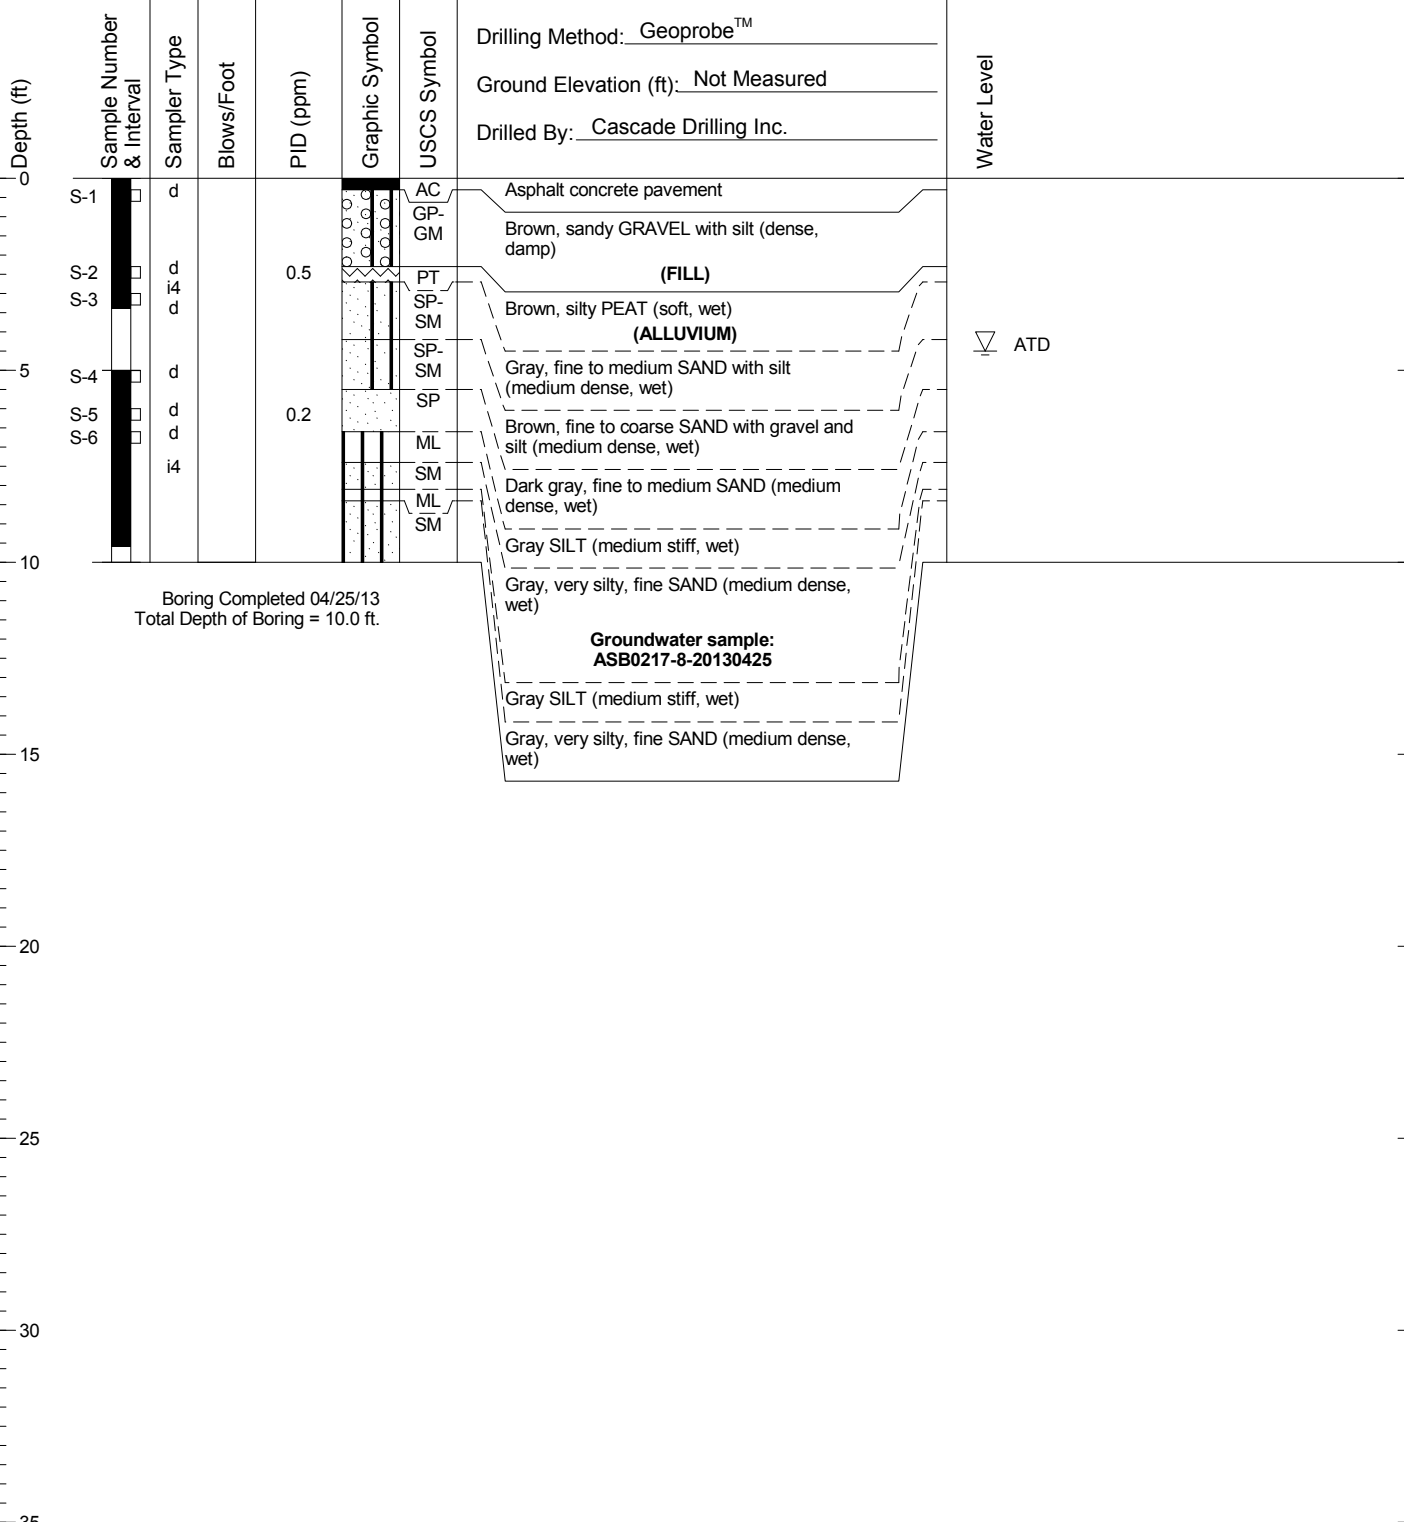 Depth (ft)
Sample Number
& Interval
Sampler Type
Blows/Foot
PID (ppm)
Graphic Symbol
USCS Symbol
Drilling Method: Geoprobe™
Ground Elevation (ft): Not Measured
Drilled By: Cascade Drilling Inc.
Water Level
0
S-1 d AC Asphalt concrete pavement
GP-
GM
Brown, sandy GRAVEL with silt (dense,
damp)
(FILL)
S-2 d 0.5 PT
i4
S-3 d SP-
SM
Brown, silty PEAT (soft, wet)
(ALLUVIUM)
ATD
SP-
SM
Gray, fine to medium SAND with silt
(medium dense, wet)
5
S-4 d
SP
S-5 d 0.2
Brown, fine to coarse SAND with gravel and
silt (medium dense, wet)
S-6 d ML
i4 SM
Dark gray, fine to medium SAND (medium
dense, wet)
ML
SM
Gray SILT (medium stiff, wet)
10
Gray, very silty, fine SAND (medium dense,
wet)
Boring Completed 04/25/13
Total Depth of Boring = 10.0 ft.
Groundwater sample:
ASB0217-8-20130425
Gray SILT (medium stiff, wet)
Gray, very silty, fine SAND (medium dense,
wet)
15
20
25
30
35